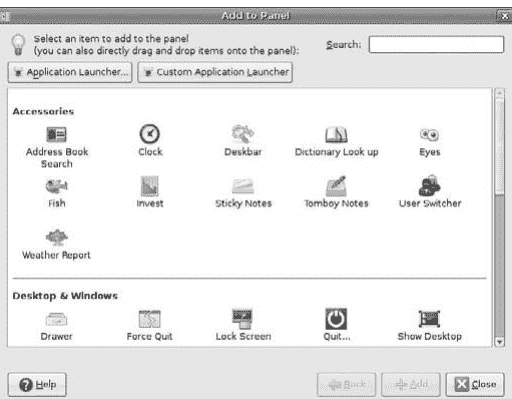 Add to Panel
Select an item to add to the panel
(you can also directly drag and drop items onto the panel):
Search:
Application Launcher...
Custom Application Launcher
Accessories
Address Book Search
Clock
Deskbar
Dictionary Look up
Eyes
Fish
Invest
Sticky Notes
Tomboy Notes
User Switcher
Weather Report
Desktop & Windows
Drawer
Force Quit
Lock Screen
Quit...
Show Desktop
Help
Back
Add
Close